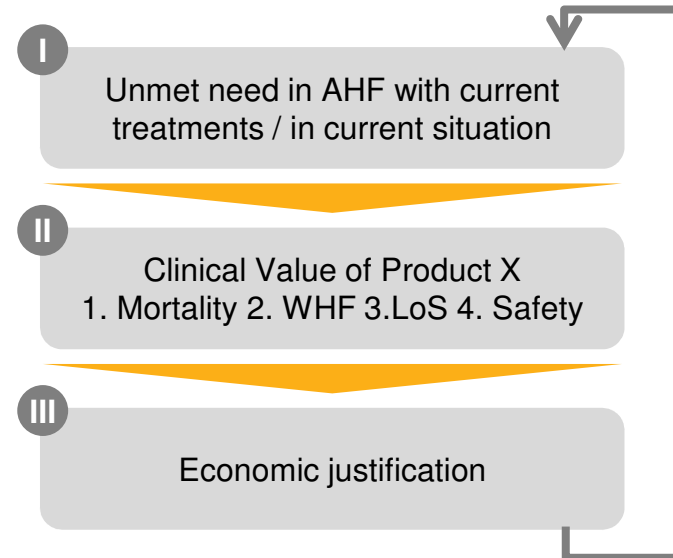 I
Unmet need in AHF with current
treatments / in current situation
II
Clinical Value of Product X
1. Mortality 2. WHF 3.LoS 4. Safety
III
Economic justification